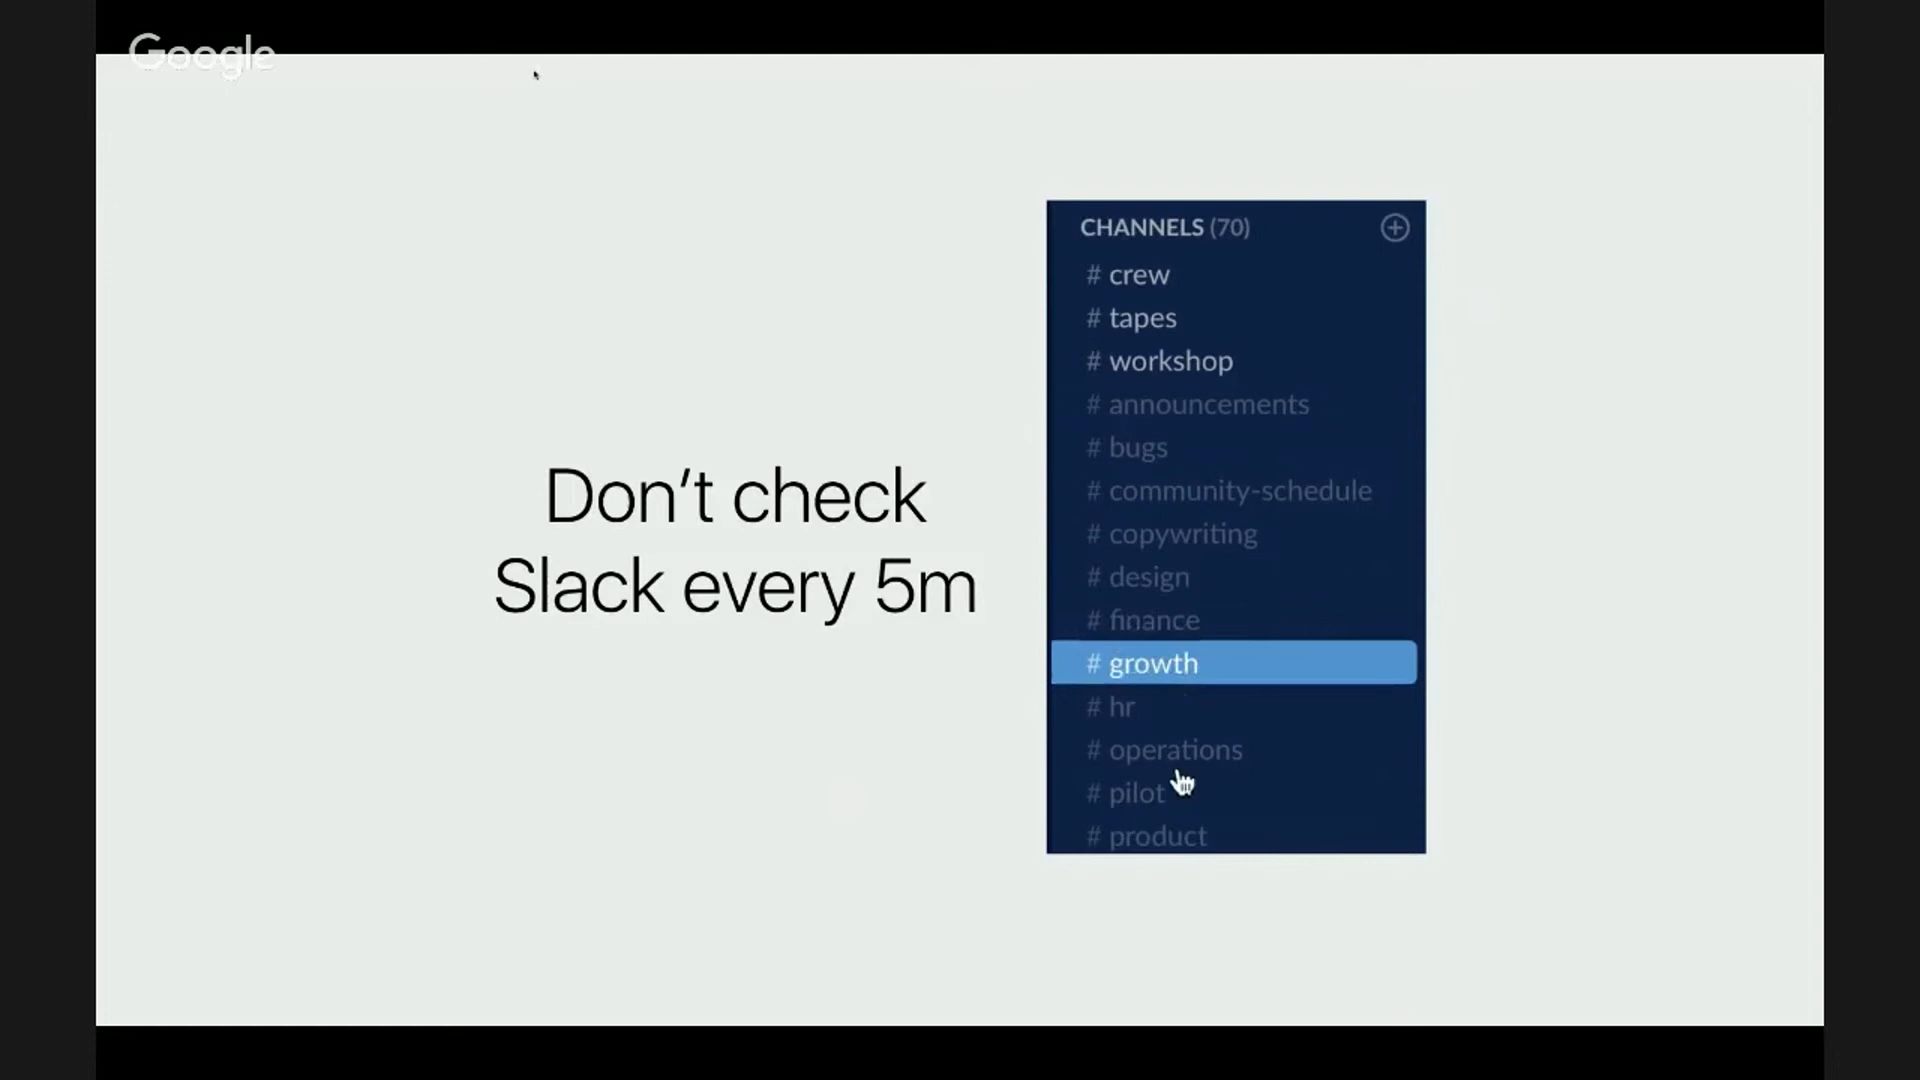 Google
Don't check
Slack every 5m
CHANNELS (70)
# crew
# tapes
# workshop
# announcements
# bugs
# community-schedule
# copywriting
# design
# finance
# growth
# hr
# operations
# pilot
# product